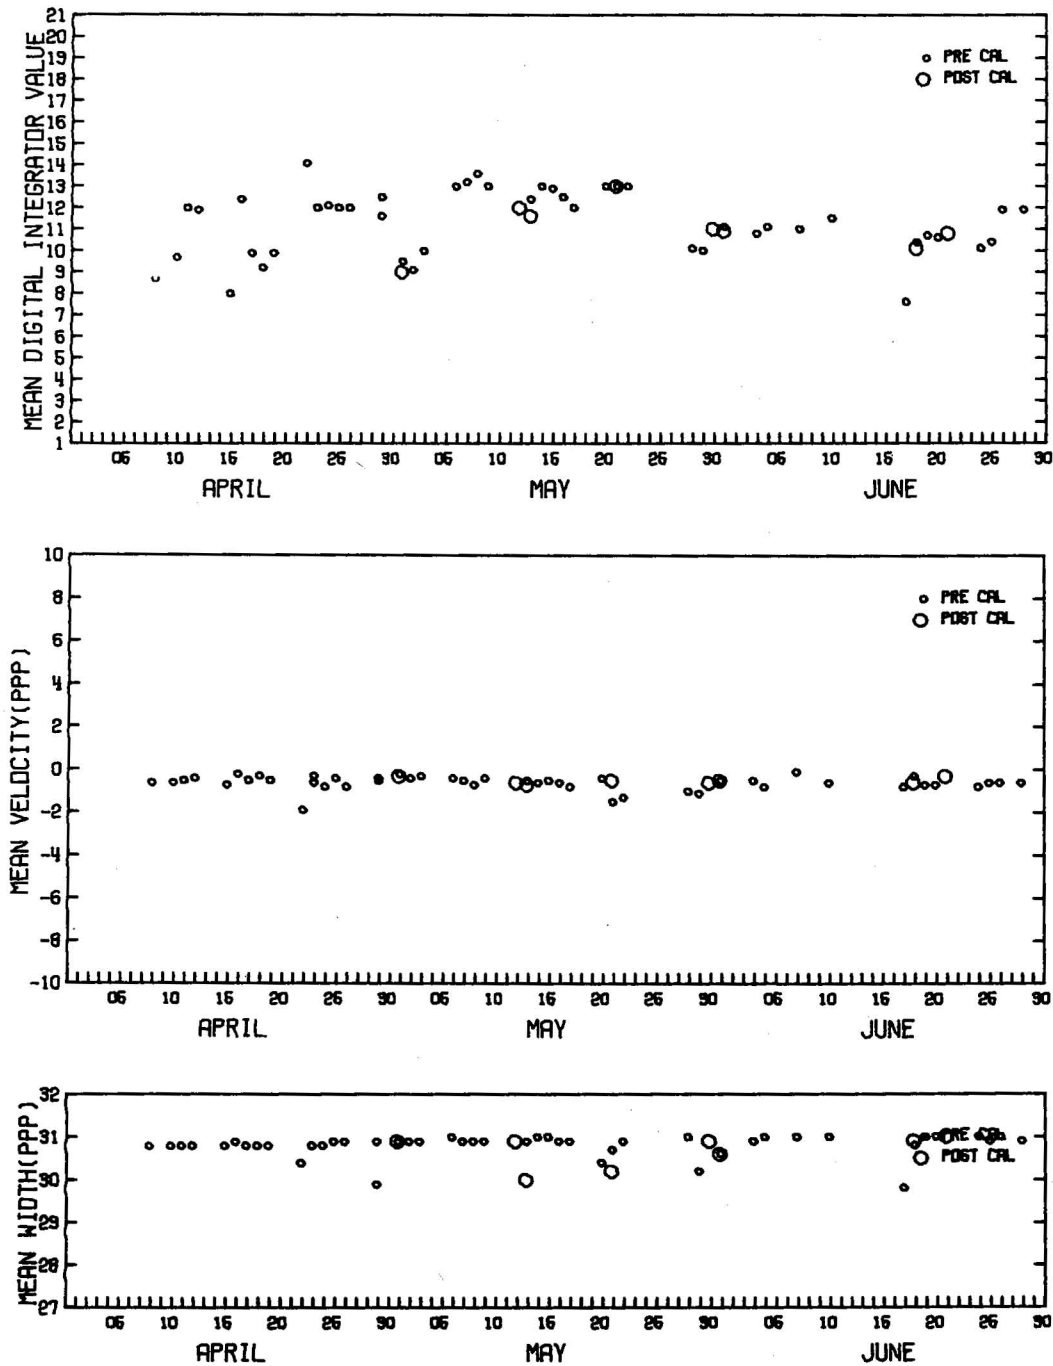 MEAN DIGITAL INTEGRATOR VALUE
21
20
19
18
17
16
15
14
13
12
11
10
9
8
7
6
5
4
3
2
1
PRE CAL
POST CAL
05 10 15 20 25 30 05 10 15 20 25 30 05 10 15 20 25 30
APRIL MAY JUNE
MEAN VELOCITY(PPP)
10
8
6
4
2
0
-2
-4
-6
-8
-10
PRE CAL
POST CAL
05 10 15 20 25 30 05 10 15 20 25 30 05 10 15 20 25 30
APRIL MAY JUNE
MEAN WIDTH(PPP)
32
31
30
29
28
27
PRE CAL
POST CAL
05 10 15 20 25 30 05 10 15 20 25 30 05 10 15 20 25 30
APRIL MAY JUNE